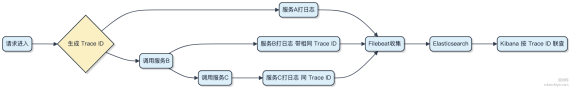 请求进入
生成 Trace ID
服务A打日志
调用服务B
服务B打日志 带相同 Trace ID
调用服务C
服务C打日志 同 Trace ID
Filebeat收集
Elasticsearch
Kibana 按 Trace ID 联查